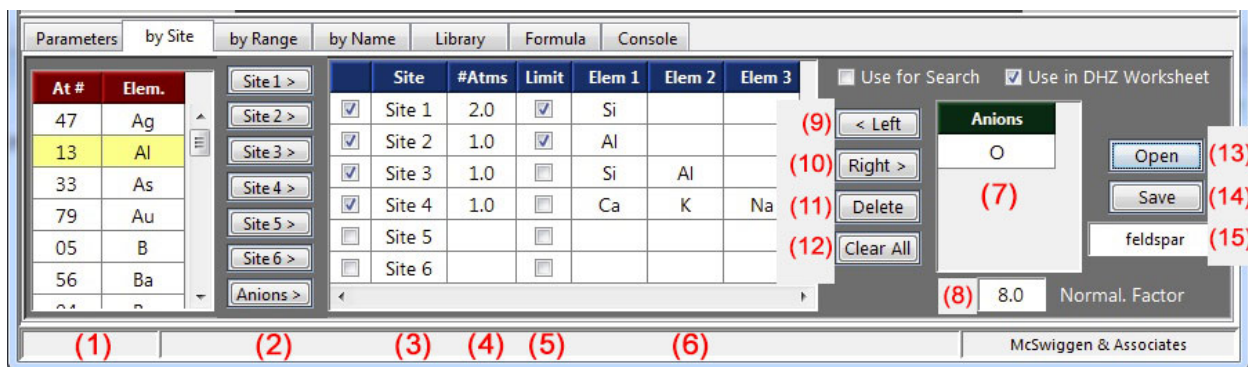 Parameters by Site by Range by Name Library Formula Console
At # Elem.
47 Ag
13 Al
33 As
79 Au
05 B
56 Ba
Site 1 >
Site 2 >
Site 3 >
Site 4 >
Site 5 >
Site 6 >
Anions >
Site #Atms Limit Elem 1 Elem 2 Elem 3
Site 1 2.0 Si
Site 2 1.0 Al
Site 3 1.0 Si Al
Site 4 1.0 Ca K Na
Site 5
Site 6
Use for Search Use in DHZ Worksheet
(9) < Left
(10) Right >
(11) Delete
(12) Clear All
Anions
O
(7)
Open (13)
Save (14)
feldspar (15)
(8) 8.0 Normal. Factor
(1) (2) (3) (4) (5) (6)
McSwiggen & Associates